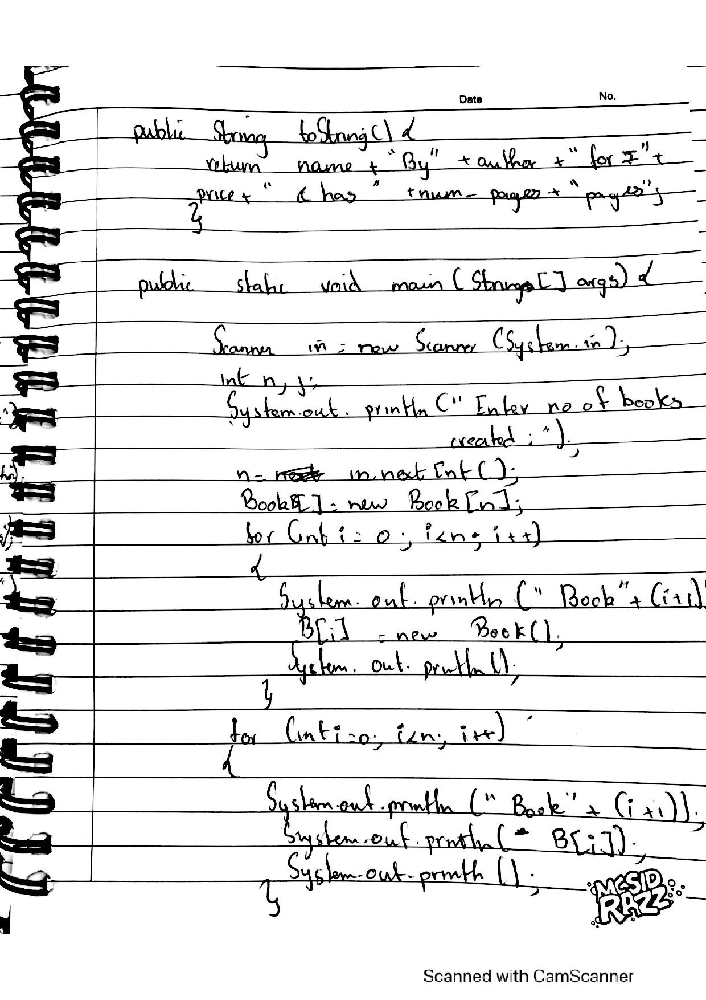 Date No.
public String toString() {
return name + "By" + author + " for ₹" +
price + " & has " + num_pages + "pages";
}
public static void main (String[] args) {
Scanner in = new Scanner (System.in);
int n, j;
System.out.println (" Enter no of books
created : ");
n = in.nextInt();
Book B[] = new Book [n];
for (int i = 0; i<n; i++)
{
System.out.println (" Book" + (i+1)
B[i] = new Book();
System.out.println();
}
for (int i=0; i<n; i++)
{
System.out.println (" Book" + (i+1));
System.out.println( B[i]);
System.out.println ();
}
MCSID
RAZZ
Scanned with CamScanner